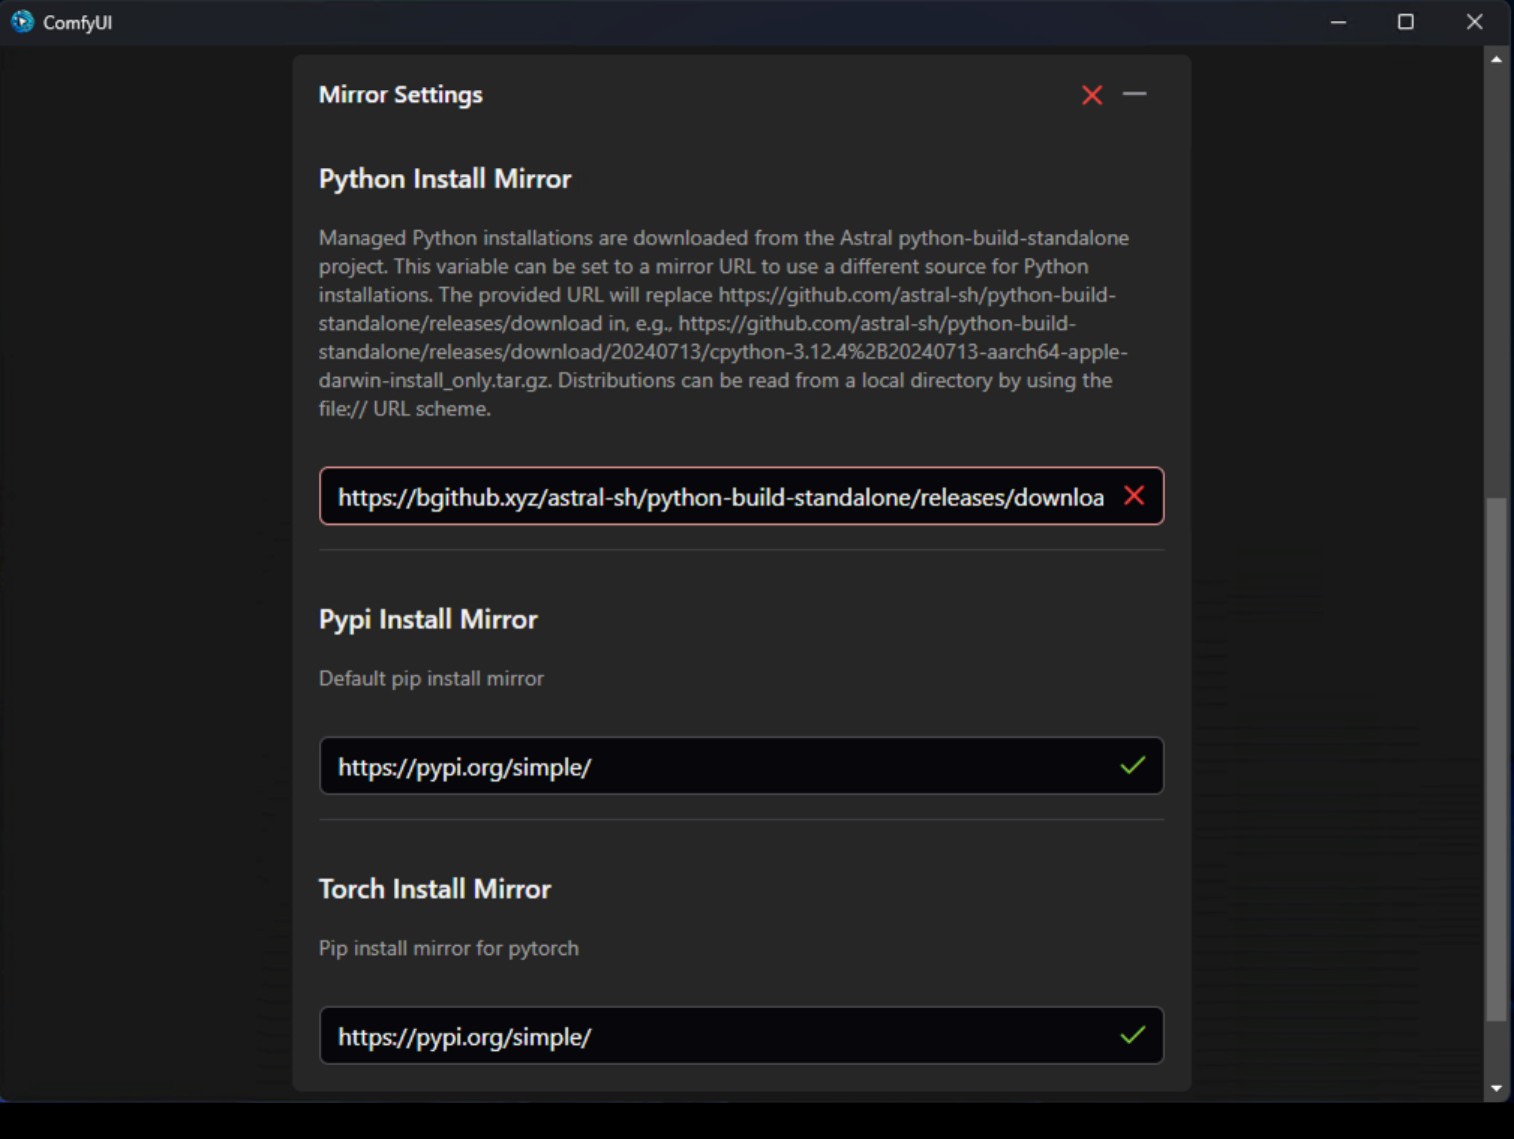 ComfyUI
Mirror Settings
Python Install Mirror
Managed Python installations are downloaded from the Astral python-build-standalone
project. This variable can be set to a mirror URL to use a different source for Python
installations. The provided URL will replace https://github.com/astral-sh/python-build-
standalone/releases/download in, e.g., https://github.com/astral-sh/python-build-
standalone/releases/download/20240713/cpython-3.12.4%2B20240713-aarch64-apple-
darwin-install_only.tar.gz. Distributions can be read from a local directory by using the
file:// URL scheme.
https://bgithub.xyz/astral-sh/python-build-standalone/releases/downloa
Pypi Install Mirror
Default pip install mirror
https://pypi.org/simple/
Torch Install Mirror
Pip install mirror for pytorch
https://pypi.org/simple/